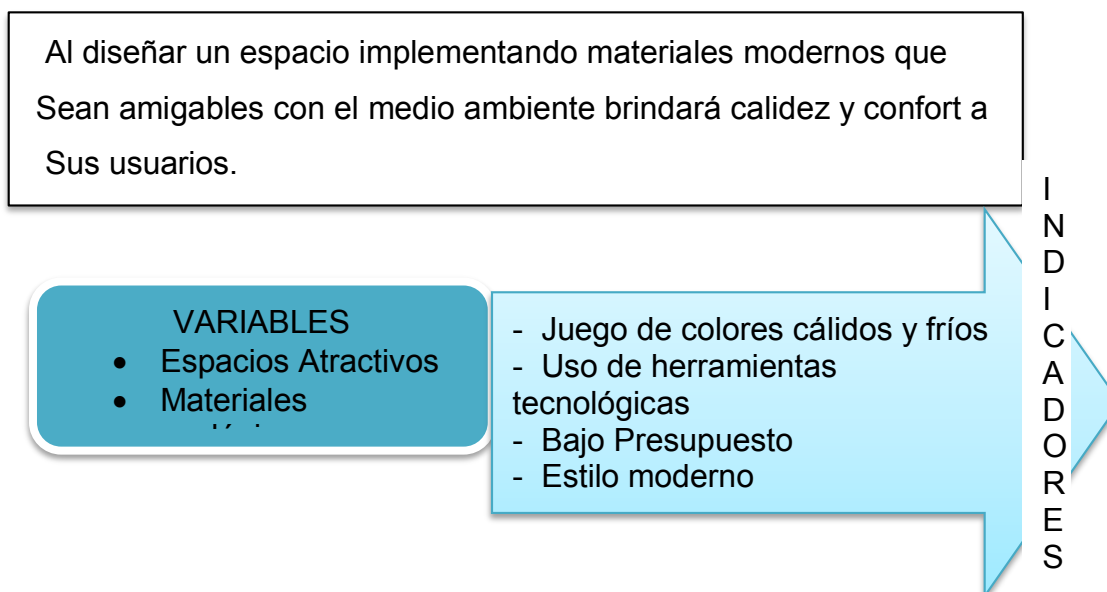 Al diseñar un espacio implementando materiales modernos que
Sean amigables con el medio ambiente brindará calidez y confort a
Sus usuarios.
VARIABLES
• Espacios Atractivos
• Materiales
- Juego de colores cálidos y fríos
- Uso de herramientas
tecnológicas
- Bajo Presupuesto
- Estilo moderno
I
N
D
I
C
A
D
O
R
E
S